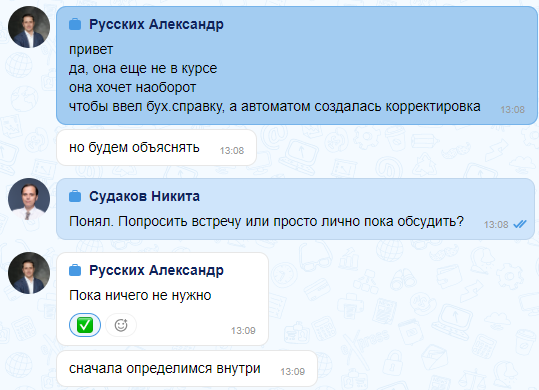 Русских Александр
привет
да, она еще не в курсе
она хочет наоборот
чтобы ввел бух.справку, а автоматом создалась корректировка
13:08
но будем объяснять
13:08
Судаков Никита
Понял. Попросить встречу или просто лично пока обсудить?
13:08
Русских Александр
Пока ничего не нужно
13:09
сначала определимся внутри
13:09